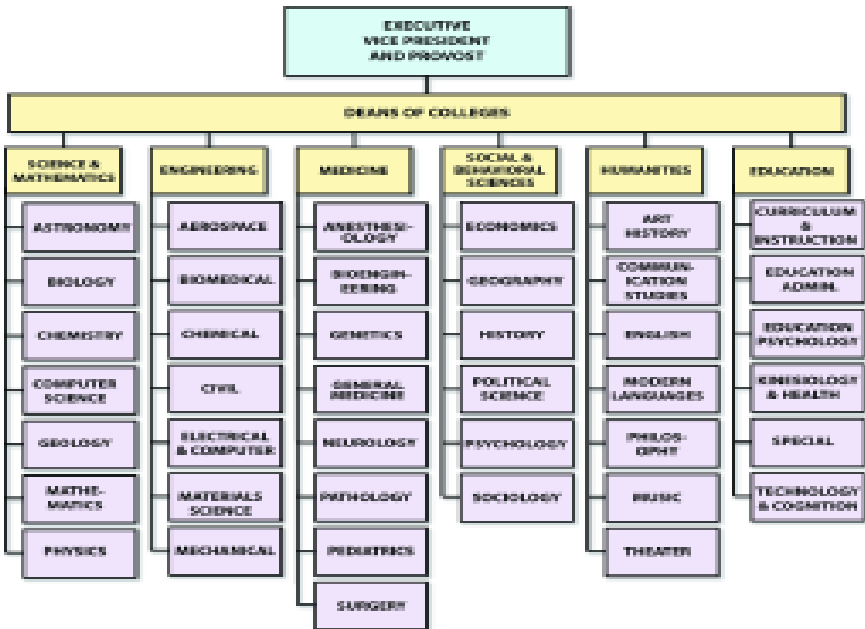 EXECUTIVE
VICE PRESIDENT
AND PROVOST
DEANS OF COLLEGES
SCIENCE &
MATHEMATICS
ASTRONOMY
BIOLOGY
CHEMISTRY
COMPUTER
SCIENCE
GEOLOGY
MATHE-
MATICS
PHYSICS
ENGINEERING
AEROSPACE
BIOMEDICAL
CHEMICAL
CIVIL
ELECTRICAL
& COMPUTER
MATERIALS
SCIENCE
MECHANICAL
MEDICINE
ANESTHESI-
OLOGY
BIOENGIN-
EERING
GENETICS
GENERAL
MEDICINE
NEUROLOGY
PATHOLOGY
PEDIATRICS
SURGERY
SOCIAL &
BEHAVIORAL
SCIENCES
ECONOMICS
GEOGRAPHY
HISTORY
POLITICAL
SCIENCE
PSYCHOLOGY
SOCIOLOGY
HUMANITIES
ART
HISTORY
COMMUN-
ICATION
STUDIES
ENGLISH
MODERN
LANGUAGES
PHILOS-
OPHY
MUSIC
THEATER
EDUCATION
CURRICULUM
&
INSTRUCTION
EDUCATION
ADMIN.
EDUCATION
PSYCHOLOGY
KINESIOLOGY
& HEALTH
SPECIAL
TECHNOLOGY
& COGNITION